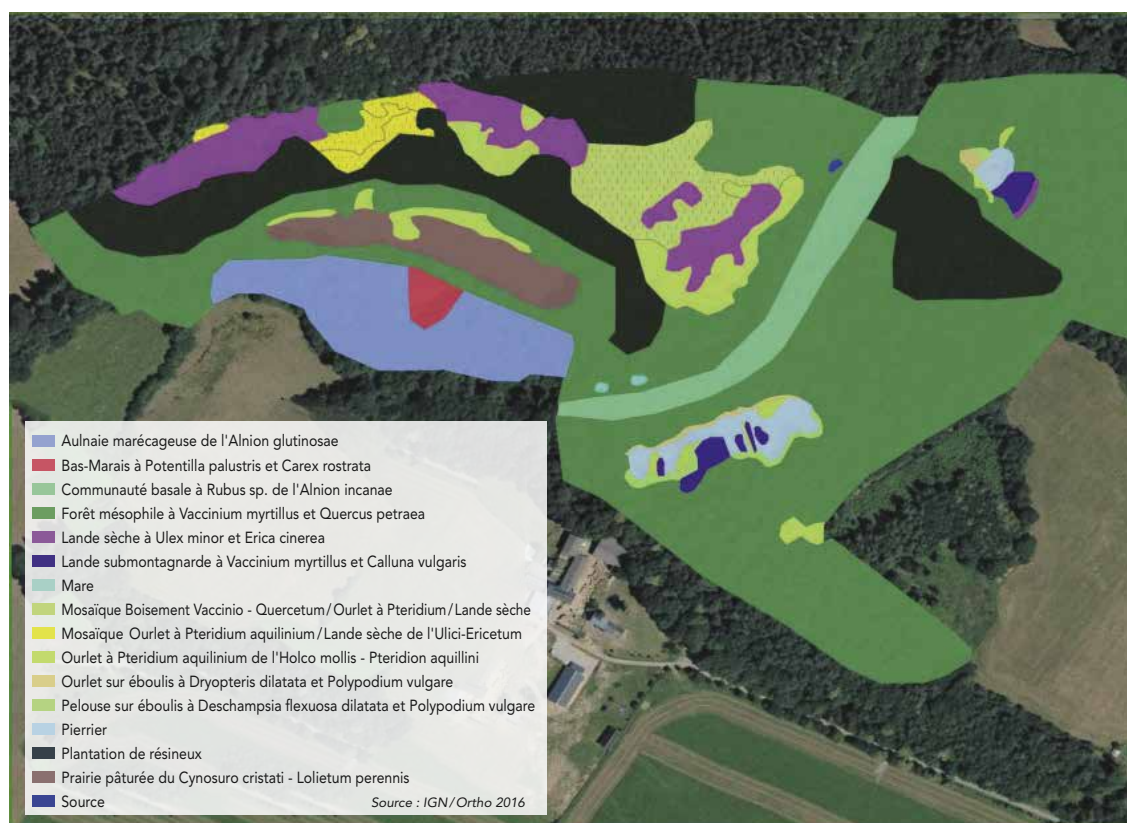 Aulnaie marécageuse de l'Alnion glutinosae
Bas-Marais à Potentilla palustris et Carex rostrata
Communauté basale à Rubus sp. de l'Alnion incanae
Forêt mésophile à Vaccinium myrtillus et Quercus petraea
Lande sèche à Ulex minor et Erica cinerea
Lande submontagnarde à Vaccinium myrtillus et Calluna vulgaris
Mare
Mosaïque Boisement Vaccinio - Quercetum/Ourlet à Pteridium/Lande sèche
Mosaïque Ourlet à Pteridium aquilinium/Lande sèche de l'Ulici-Ericetum
Ourlet à Pteridium aquilinium de l'Holco mollis - Pteridion aquillini
Ourlet sur éboulis à Dryopteris dilatata et Polypodium vulgare
Pelouse sur éboulis à Deschampsia flexuosa dilatata et Polypodium vulgare
Pierrier
Plantation de résineux
Prairie pâturée du Cynosuro cristati - Lolietum perennis
Source
Source : IGN/Ortho 2016